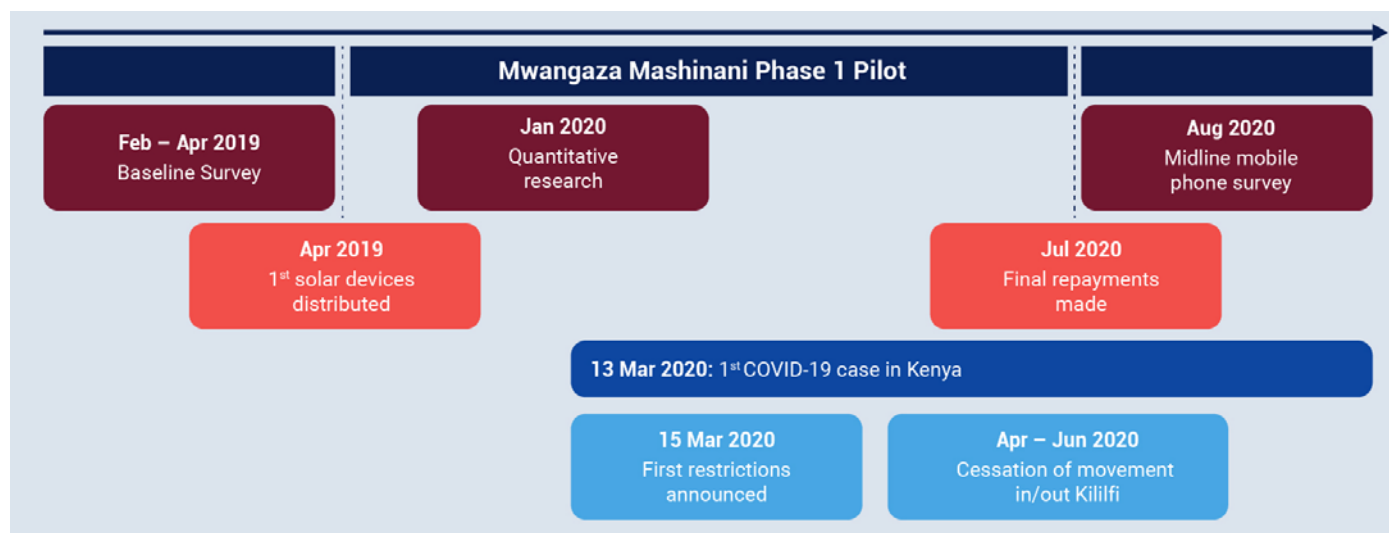 Mwangaza Mashinani Phase 1 Pilot
Feb – Apr 2019
Baseline Survey
Jan 2020
Quantitative
research
Aug 2020
Midline mobile
phone survey
Apr 2019
1st solar devices
distributed
Jul 2020
Final repayments
made
13 Mar 2020: 1st COVID-19 case in Kenya
15 Mar 2020
First restrictions
announced
Apr – Jun 2020
Cessation of movement
in/out Kililfi